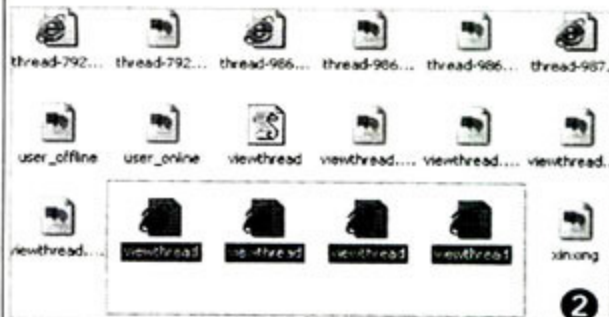 thread-792... thread-792... thread-986... thread-986... thread-986... thread-987.
user_offline user_online viewthread viewthread.... viewthread.... viewthread.
viewthread.... viewthread viewthread viewthread viewthread xinxong
2